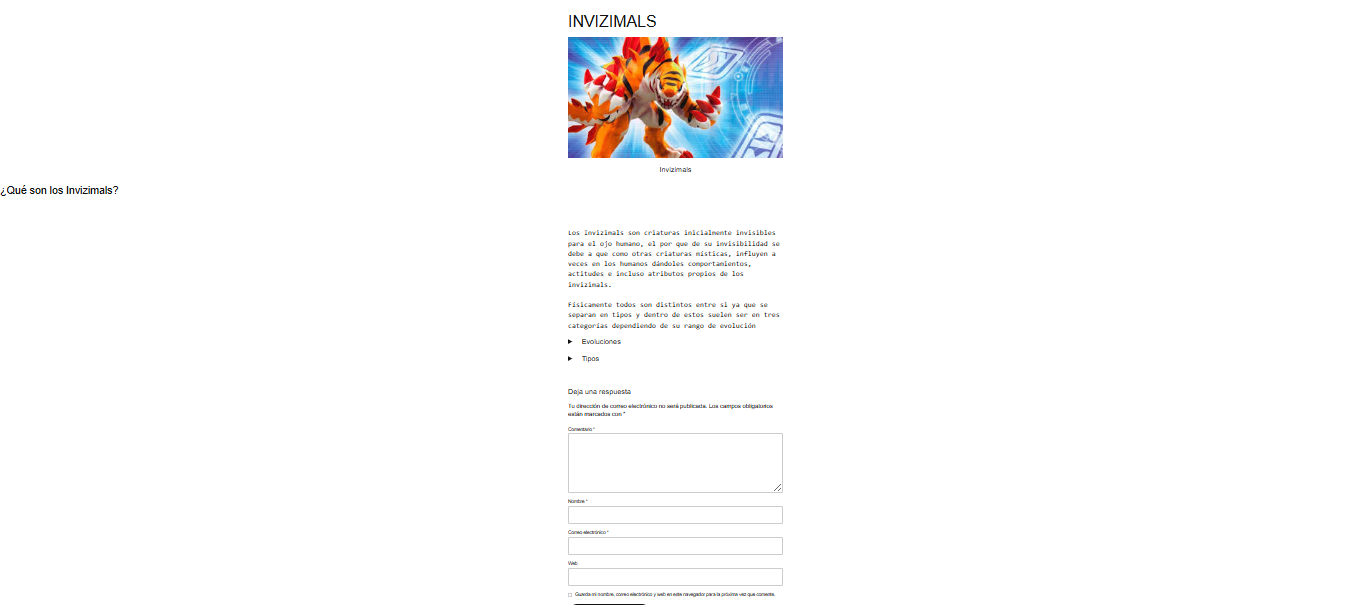 INVIZIMALS
Invizimals
¿Qué son los Invizimals?
Los Invizimals son criaturas inicialmente invisibles
para el ojo humano, el por que de su invisibilidad se
debe a que como otras criaturas místicas, influyen a
veces en los humanos dándoles comportamientos,
actitudes e incluso atributos propios de los
invizimals.
Físicamente todos son distintos entre si ya que se
separan en tipos y dentro de estos suelen ser en tres
categorías dependiendo de su rango de evolución
Evoluciones
Tipos
Deja una respuesta
Tu dirección de correo electrónico no será publicada. Los campos obligatorios
están marcados con *
Comentario *
Nombre *
Correo electrónico *
Web
Guarda mi nombre, correo electrónico y web en este navegador para la próxima vez que comente.